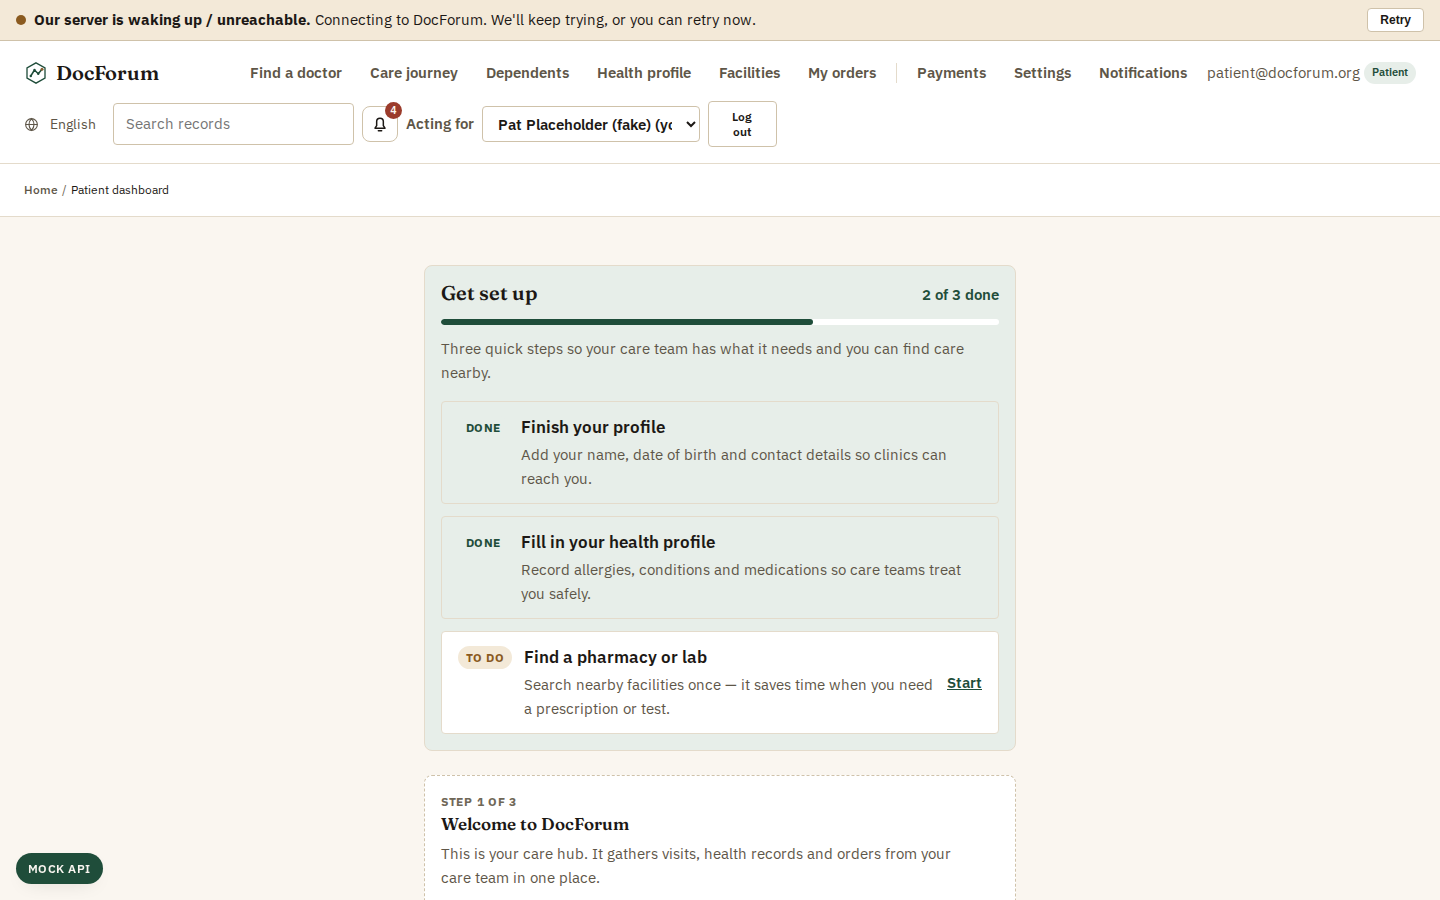 Our server is waking up / unreachable. Connecting to DocForum. We'll keep trying, or you can retry now.
Retry
DocForum
Find a doctor
Care journey
Dependents
Health profile
Facilities
My orders
Payments
Settings
Notifications
patient@docforum.org
Patient
English
Search records
4
Acting for
Pat Placeholder (fake) (yo
Log
out
Home / Patient dashboard
Get set up
2 of 3 done
Three quick steps so your care team has what it needs and you can find care
nearby.
DONE
Finish your profile
Add your name, date of birth and contact details so clinics can
reach you.
DONE
Fill in your health profile
Record allergies, conditions and medications so care teams treat
you safely.
TO DO
Find a pharmacy or lab
Search nearby facilities once — it saves time when you need
a prescription or test.
Start
STEP 1 OF 3
Welcome to DocForum
This is your care hub. It gathers visits, health records and orders from your
care team in one place.
MOCK API